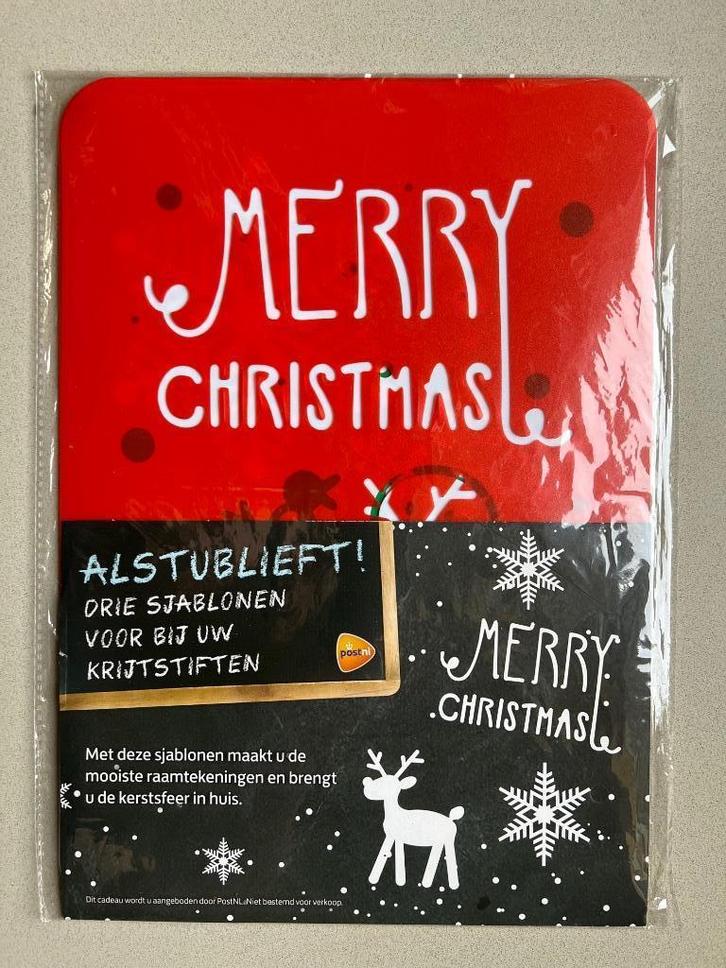 MERRY
CHRISTMAS
ALSTUBLIEFT!
DRIE SJABLONEN
VOOR BIJ UW
KRIJTSTIFTEN
postnl
MERRY
CHRISTMAS
Met deze sjablonen maakt u de
mooiste raamtekeningen en brengt
u de kerstsfeer in huis.
Dit cadeau wordt u aangeboden door PostNL. Niet bestemd voor verkoop.